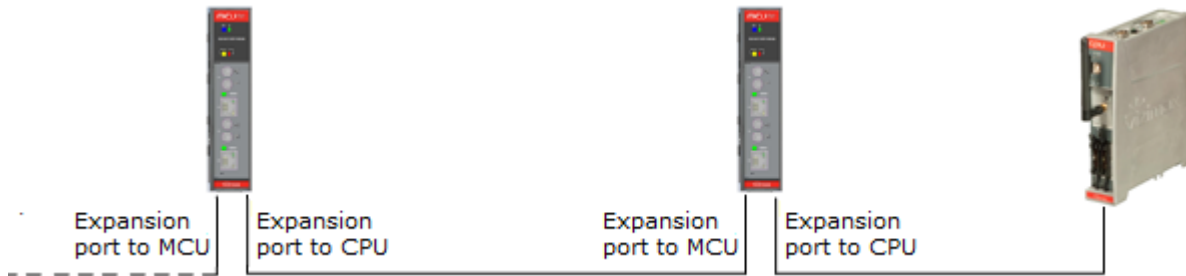 Expansion
port to MCU
Expansion
port to CPU
Expansion
port to MCU
Expansion
port to CPU